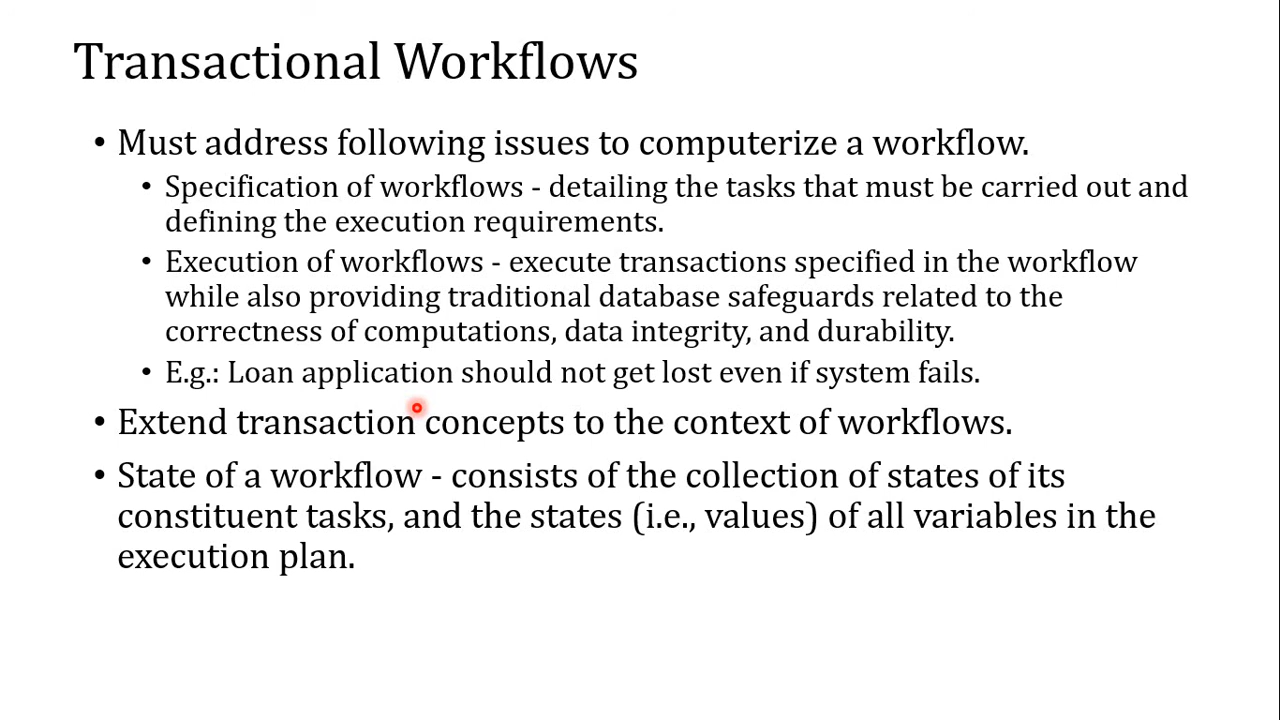 Transactional Workflows
• Must address following issues to computerize a workflow.
• Specification of workflows - detailing the tasks that must be carried out and
defining the execution requirements.
• Execution of workflows - execute transactions specified in the workflow
while also providing traditional database safeguards related to the
correctness of computations, data integrity, and durability.
• E.g.: Loan application should not get lost even if system fails.
• Extend transaction concepts to the context of workflows.
• State of a workflow - consists of the collection of states of its
constituent tasks, and the states (i.e., values) of all variables in the
execution plan.